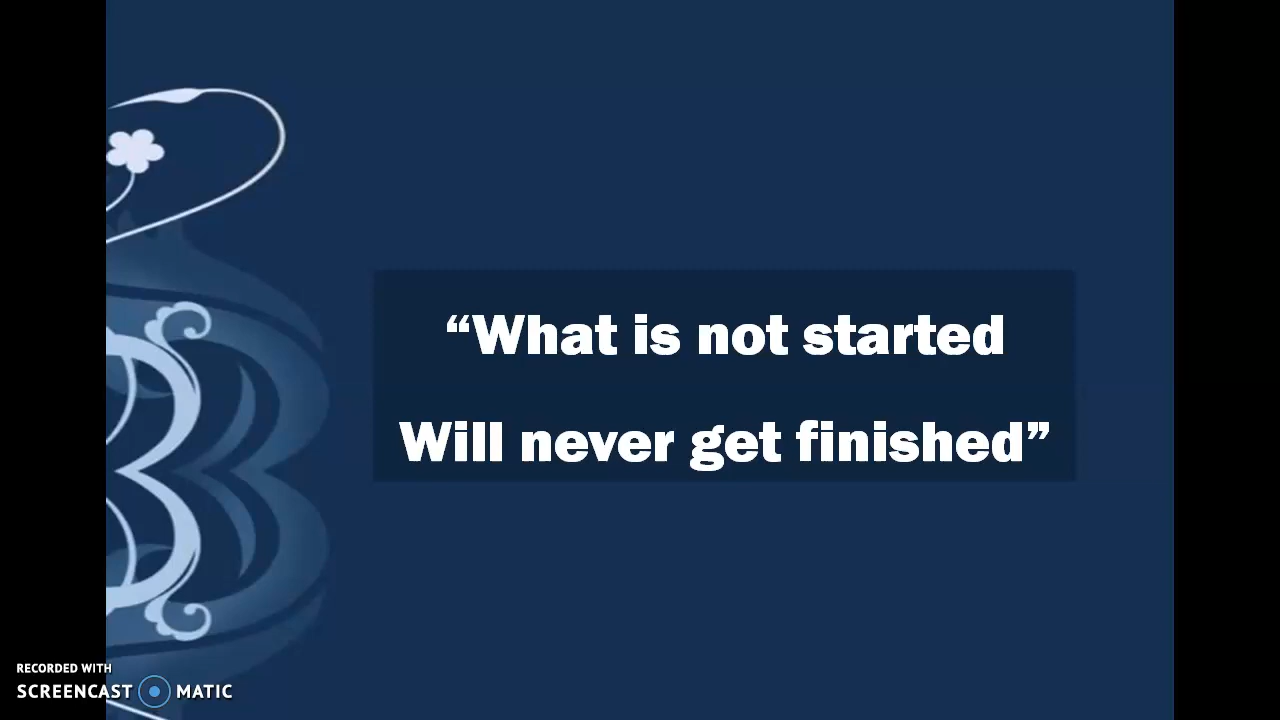 “What is not started
Will never get finished”
RECORDED WITH
SCREENCAST MATIC